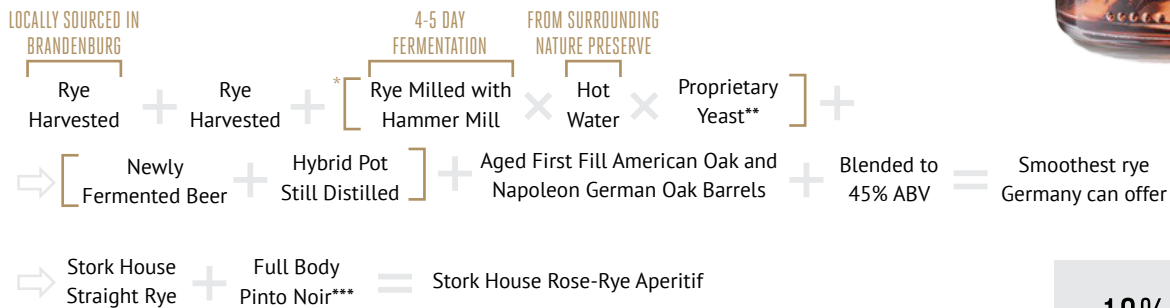 LOCALLY SOURCED IN
BRANDENBURG
4-5 DAY
FERMENTATION
FROM SURROUNDING
NATURE PRESERVE
Rye
Harvested
+
Rye
Harvested
+
*[
Rye Milled with
Hammer Mill
×
Hot
Water
×
Proprietary
Yeast**
]
+
[
Newly
Fermented Beer
+
Hybrid Pot
Still Distilled
]
+
Aged First Fill American Oak and
Napoleon German Oak Barrels
+
Blended to
45% ABV
=
Smoothest rye
Germany can offer
Stork House
Straight Rye
+
Full Body
Pinto Noir***
=
Stork House Rose-Rye Aperitif